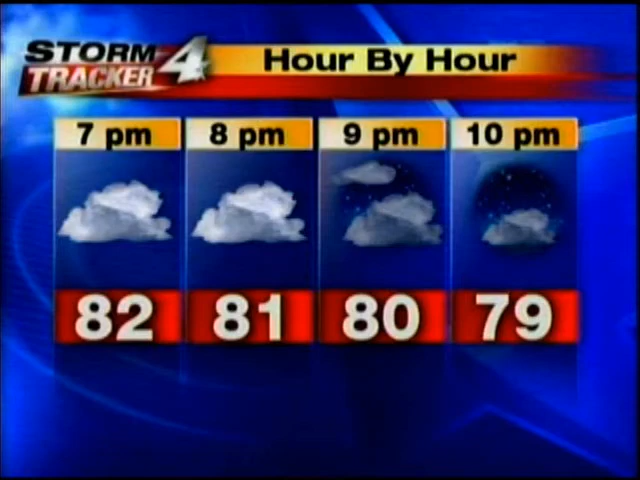 STORM
TRACKER 4
Hour By Hour
7 pm 8 pm 9 pm 10 pm
82 81 80 79